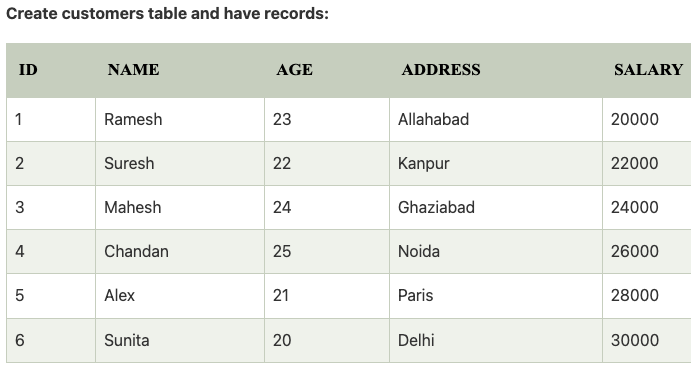 Create customers table and have records:
ID NAME AGE ADDRESS SALARY
1 Ramesh 23 Allahabad 20000
2 Suresh 22 Kanpur 22000
3 Mahesh 24 Ghaziabad 24000
4 Chandan 25 Noida 26000
5 Alex 21 Paris 28000
6 Sunita 20 Delhi 30000